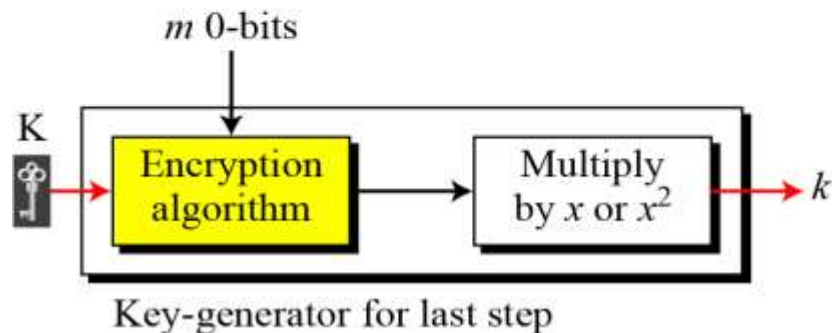 m 0-bits
K
Encryption
algorithm
Multiply
by x or x²
k
Key-generator for last step